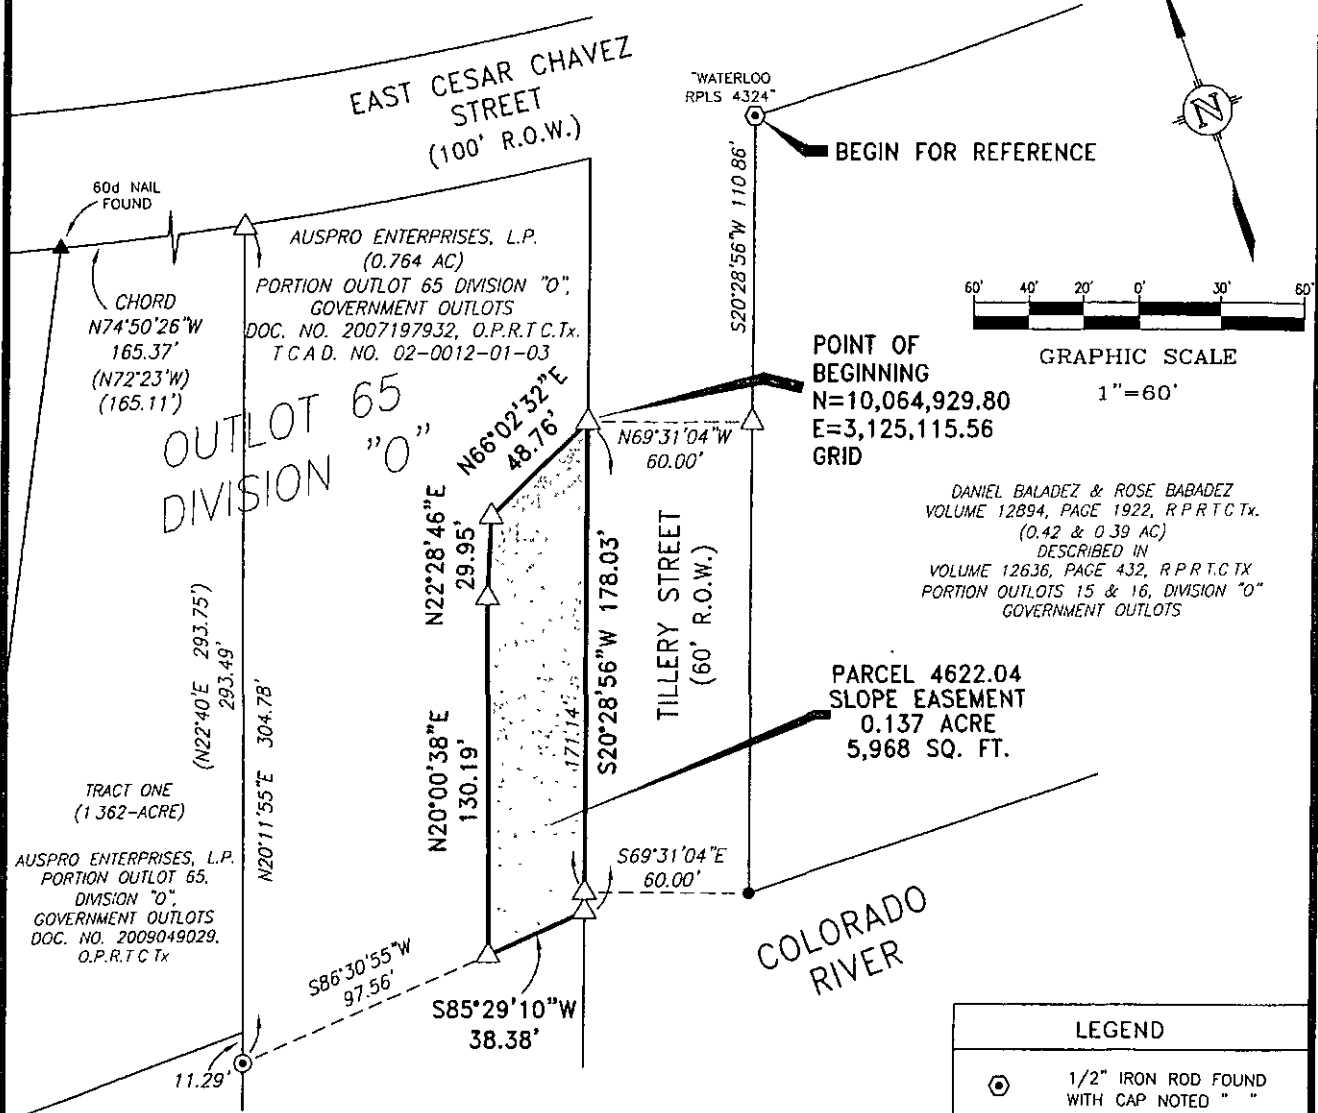 EAST CESAR CHAVEZ
STREET
(100' R.O.W.)
"WATERLOO
RPLS 4324"
BEGIN FOR REFERENCE
N
60d NAIL
FOUND
AUSPRO ENTERPRISES, L.P.
(0.764 AC)
PORTION OUTLOT 65 DIVISION "O",
GOVERNMENT OUTLOTS
DOC. NO. 2007197932, O.P.R.T.C.Tx.
T C A D. NO. 02-0012-01-03
CHORD
N74°50'26"W
165.37'
(N72°23'W)
(165.11')
S20°28'56"W 110 86'
60' 40' 20' 0' 30' 60'
GRAPHIC SCALE
1"=60'
POINT OF
BEGINNING
N=10,064,929.80
E=3,125,115.56
GRID
OUTLOT 65
DIVISION "O"
N66°02'32"E
48.76'
N69°31'04"W
60.00'
N22°28'46"E
29.95'
DANIEL BALADEZ & ROSE BABADEZ
VOLUME 12894, PAGE 1922, R P R T C Tx.
(0.42 & 0 39 AC)
DESCRIBED IN
VOLUME 12636, PAGE 432, R P R T.C TX
PORTION OUTLOTS 15 & 16, DIVISION "O"
GOVERNMENT OUTLOTS
TILLERY STREET
(60' R.O.W.)
S20°28'56"W 178.03'
171.14'
(N22°40'E 293.75')
293.49'
N20°11'55"E 304.78'
N20°00'38"E
130.19'
PARCEL 4622.04
SLOPE EASEMENT
0.137 ACRE
5,968 SQ. FT.
TRACT ONE
(1 362-ACRE)
AUSPRO ENTERPRISES, L.P.
PORTION OUTLOT 65,
DIVISION "O",
GOVERNMENT OUTLOTS
DOC. NO. 2009049029,
O.P.R.T C Tx
S69°31'04"E
60.00'
COLORADO
RIVER
S86°30'55"W
97.56'
S85°29'10"W
38.38'
11.29'
LEGEND
1/2" IRON ROD FOUND
WITH CAP NOTED " "